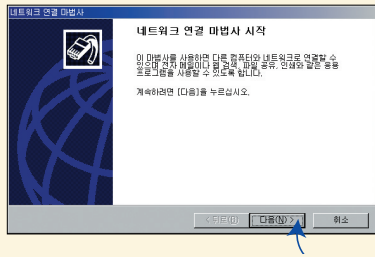 네트워크 연결 마법사
네트워크 연결 마법사 시작
이 마법사를 사용하면 다른 컴퓨터와 네트워크로 연결할 수
있으며 전자 메일이나 웹 검색, 파일 공유, 인쇄와 같은 응용
프로그램을 사용할 수 있도록 합니다.
계속하려면 [다음]을 누르십시오.
< 뒤로(B) 다음(N) > 취소